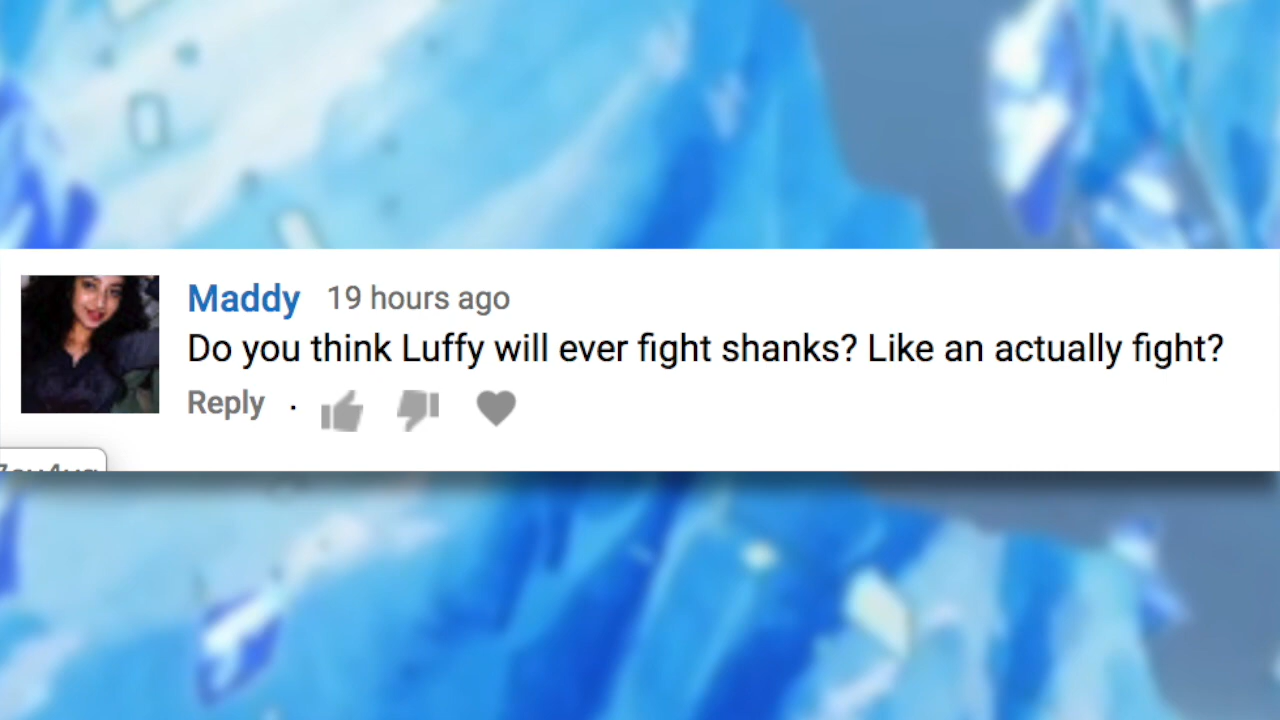 Maddy 19 hours ago
Do you think Luffy will ever fight shanks? Like an actually fight?
Reply ·